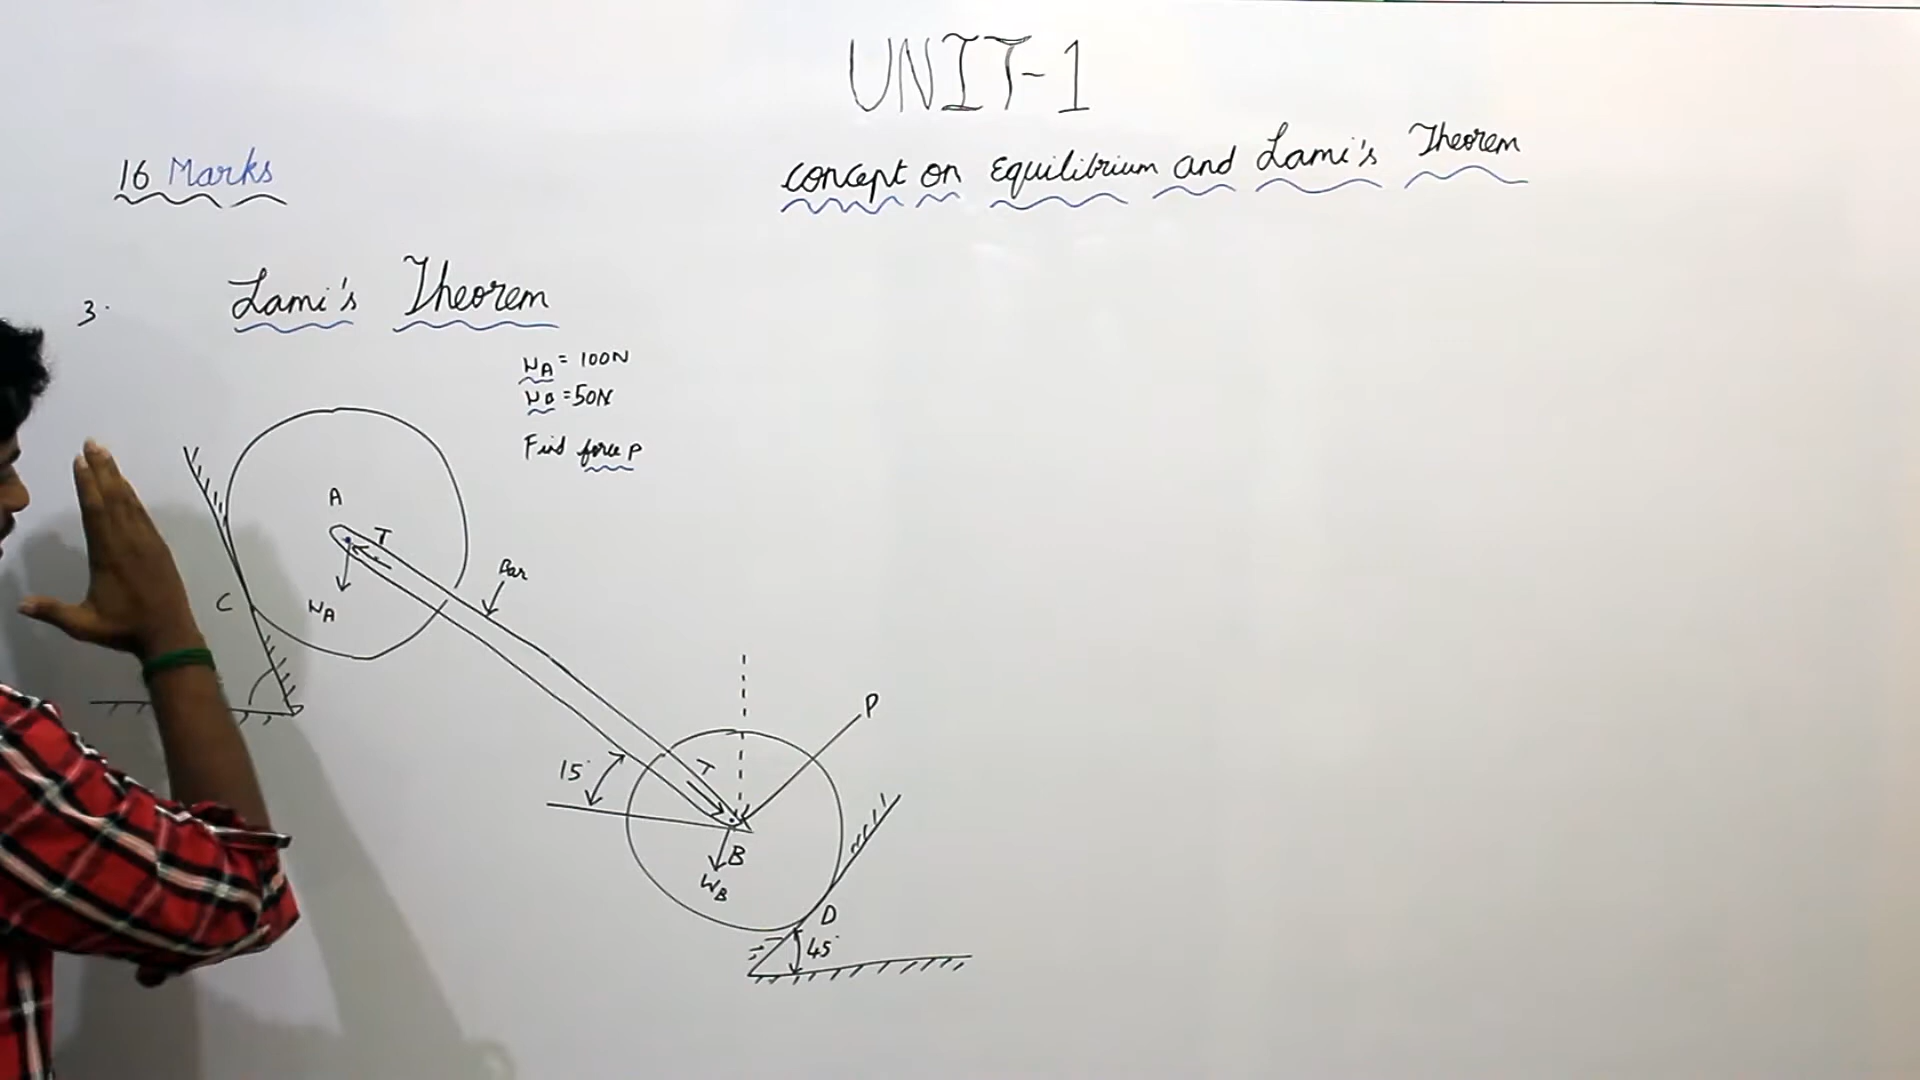 UNIT-1
16 Marks
concept on Equilibrium and Lami's Theorem
3. Lami's Theorem
WA = 100N
WB = 50N
Find force P
A
T
Bar
C
WA
P
15°
T
B
WB
D
45°